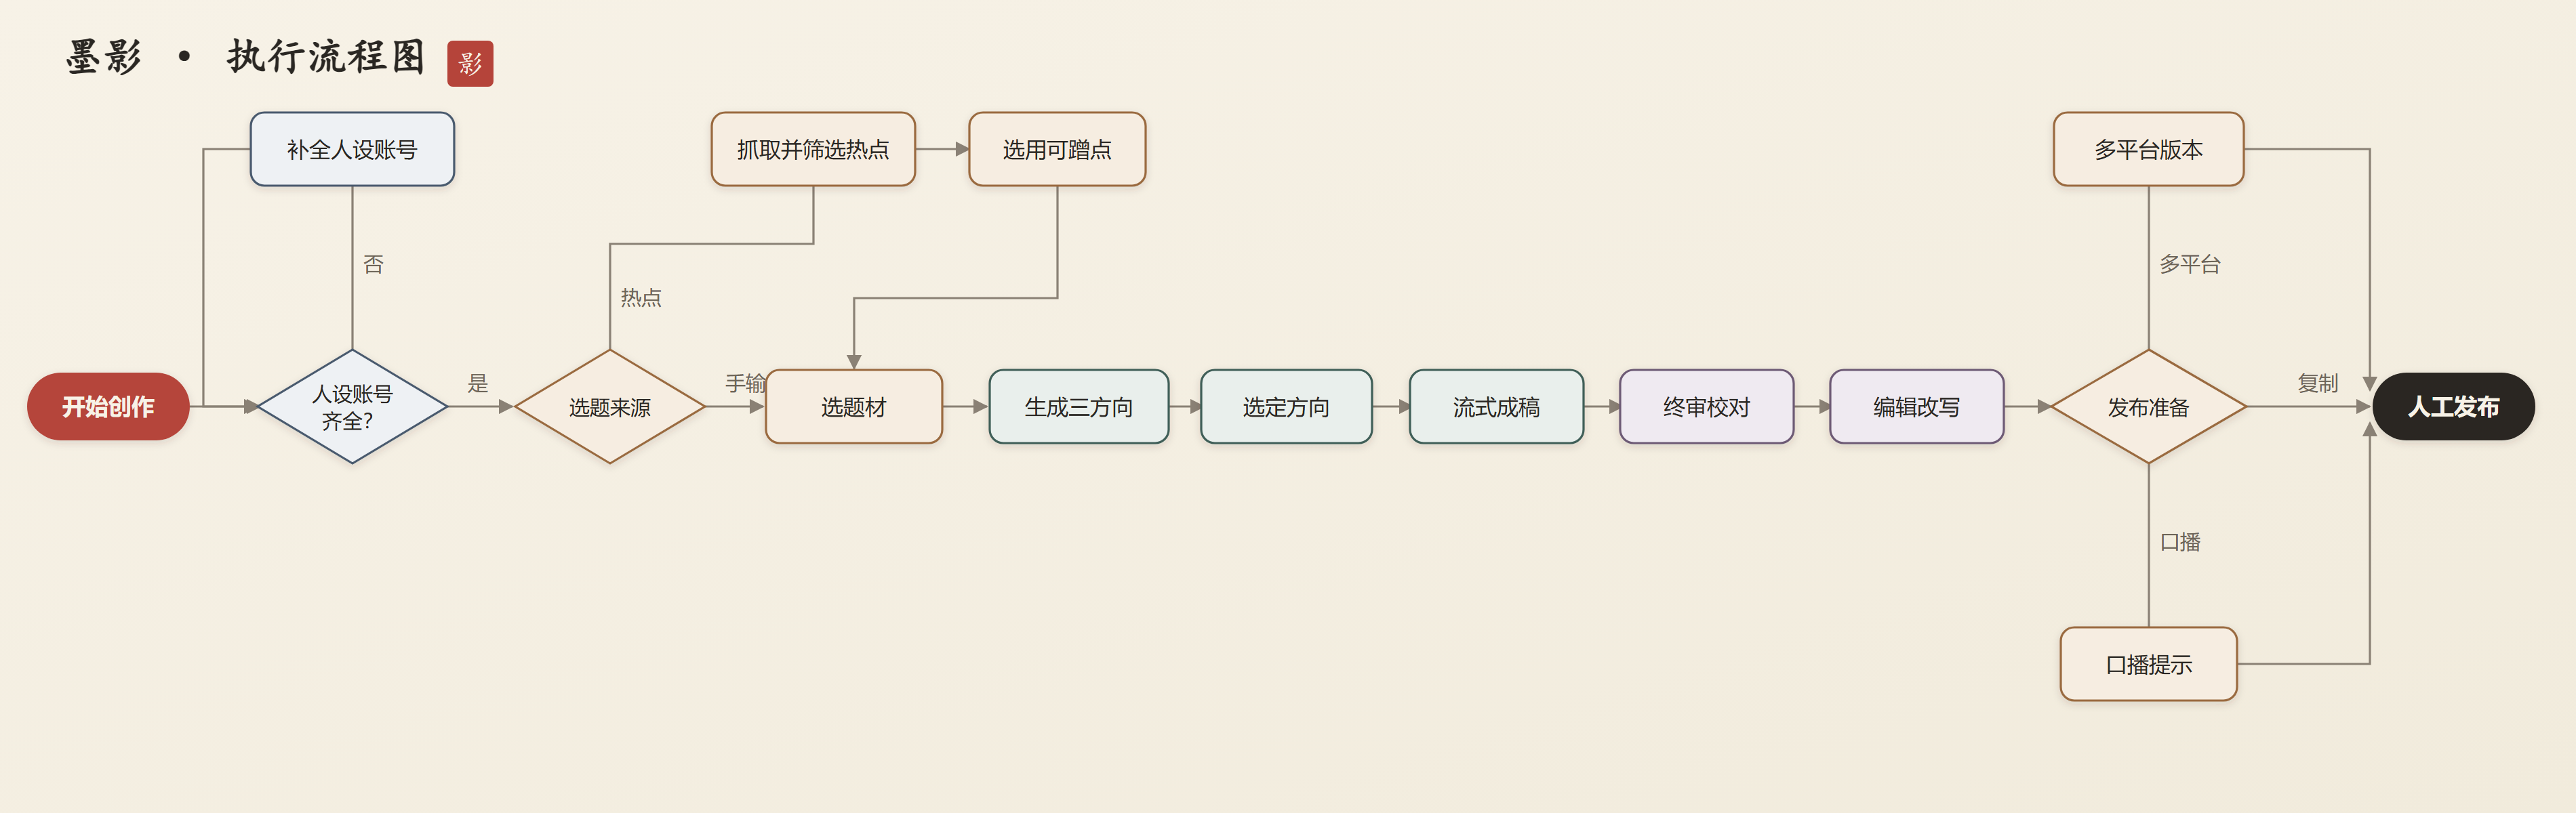 墨影 · 执行流程图
影
补全人设账号
抓取并筛选热点
选用可蹭点
多平台版本
否
热点
多平台
开始创作
人设账号
齐全?
是
选题来源
手输
选题材
生成三方向
选定方向
流式成稿
终审校对
编辑改写
发布准备
复制
人工发布
口播
口播提示